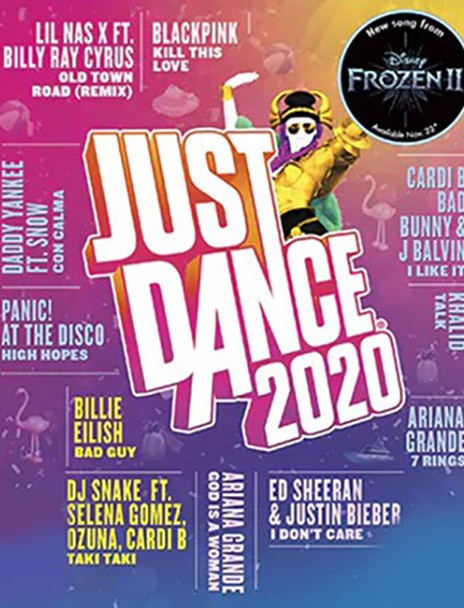 LIL NAS X FT.
BILLY RAY CYRUS
OLD TOWN
ROAD (REMIX)
BLACKPINK
KILL THIS
LOVE
New song from
Disney
FROZEN II
Available Nov. 22*
DADDY YANKEE
FT. SNOW
CON CALMA
JUST
DANCE
2020
CARDI B
BAD
BUNNY &
J BALVIN
I LIKE IT
PANIC!
AT THE DISCO
HIGH HOPES
KHALID
TALK
BILLIE
EILISH
BAD GUY
ARIANA
GRANDE
7 RINGS
DJ SNAKE FT.
SELENA GOMEZ,
OZUNA, CARDI B
TAKI TAKI
ARIANA GRANDE
GOD IS A WOMAN
ED SHEERAN
& JUSTIN BIEBER
I DON'T CARE